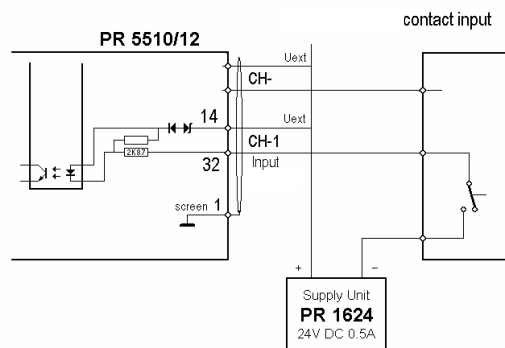 contact input
PR 5510/12
Uext
CH-
14
Uext
CH-1
2K87
32
Input
screen 1
+ -
Supply Unit
PR 1624
24V DC 0.5A